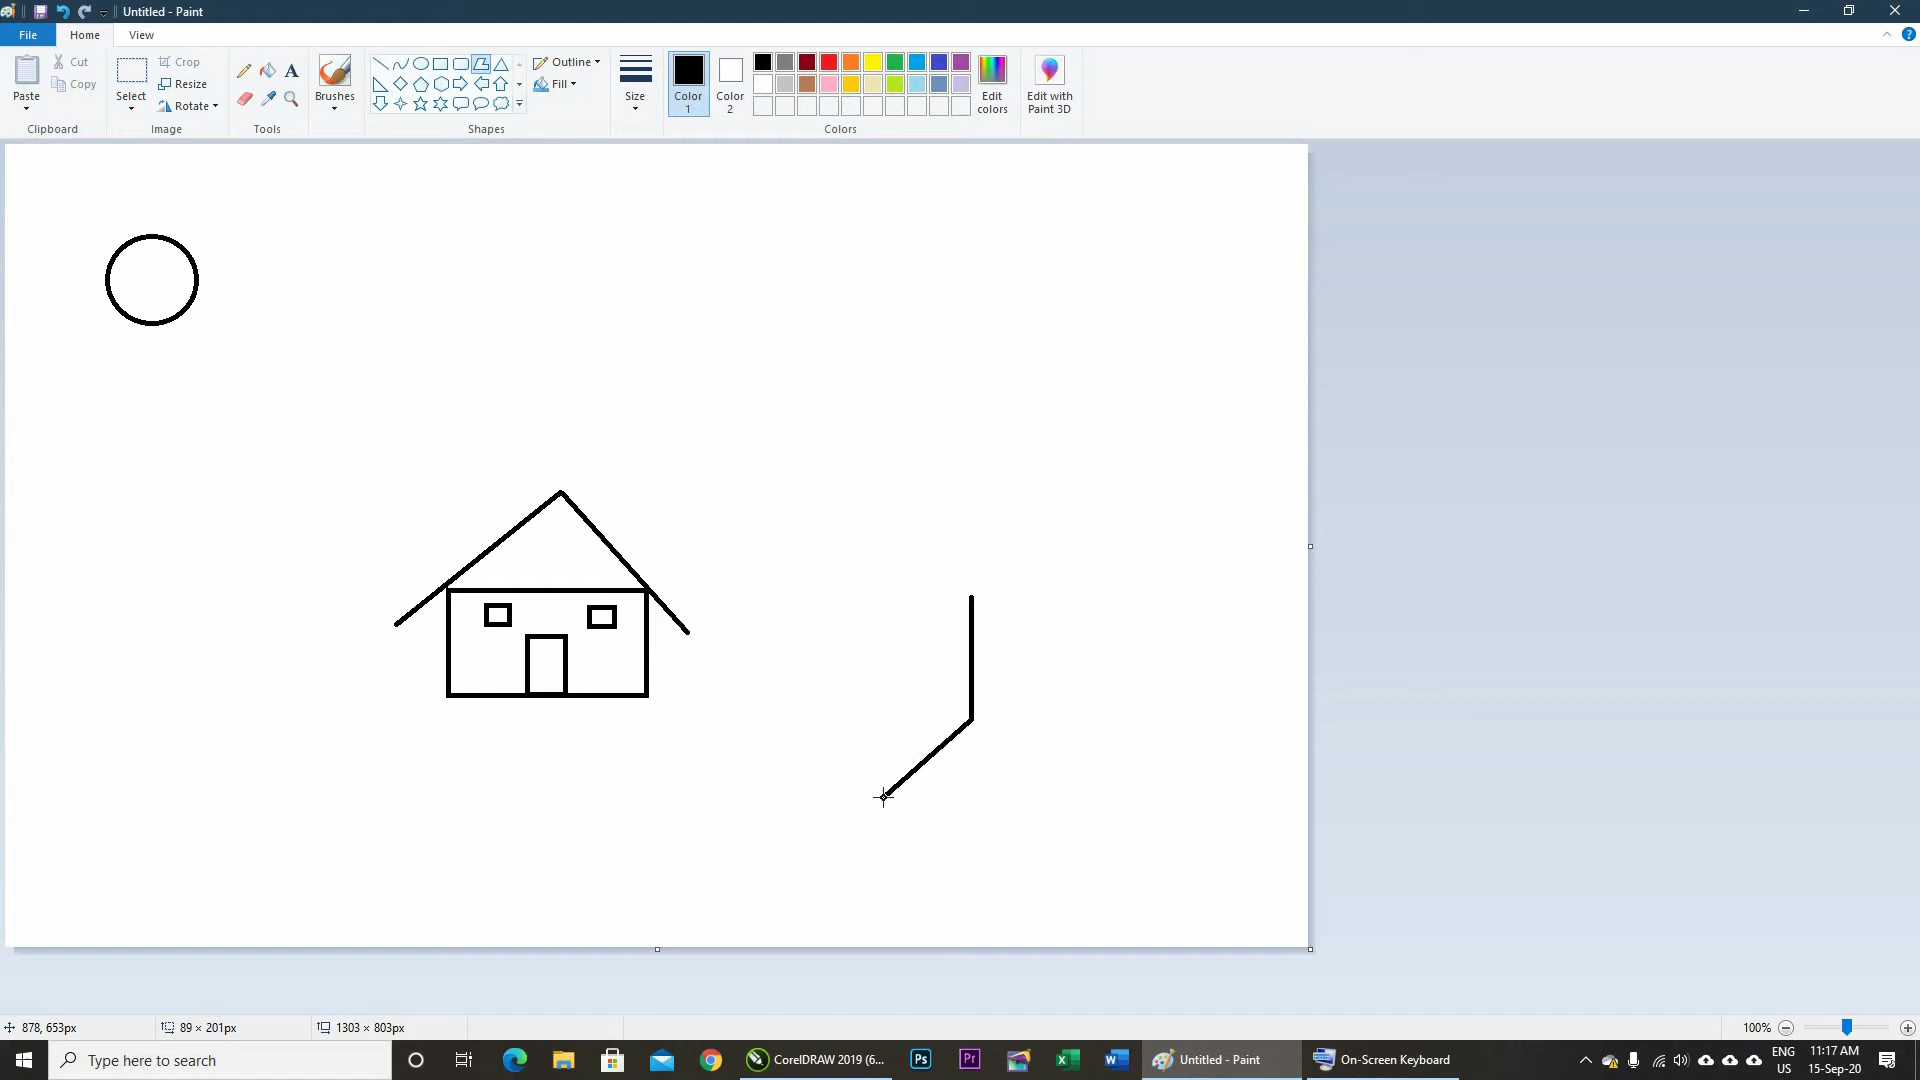 Untitled - Paint
File Home View
Paste
Cut
Copy
Clipboard
Select
Crop
Resize
Rotate
Image
A
Tools
Brushes
Outline
Fill
Shapes
Size
Color 1
Color 2
Edit colors
Colors
Edit with Paint 3D
878, 653px 89 × 201px 1303 × 803px 100%
Type here to search
Ps
Pr
CorelDRAW 2019 (6...
Untitled - Paint
On-Screen Keyboard
ENG
US
11:17 AM
15-Sep-20